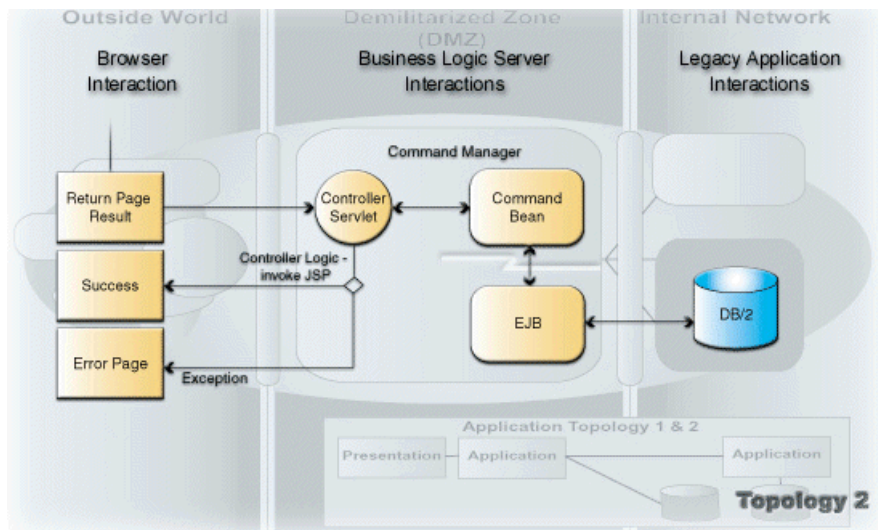 Outside World
Demilitarized Zone
(DMZ)
Internal Network
Browser
Interaction
Business Logic Server
Interactions
Legacy Application
Interactions
Command Manager
Return Page
Result
Controller
Servlet
Command
Bean
Controller Logic -
invoke JSP
Success
EJB
DB/2
Error Page
Exception
Application Topology 1 & 2
Presentation
Application
Application
Topology 2